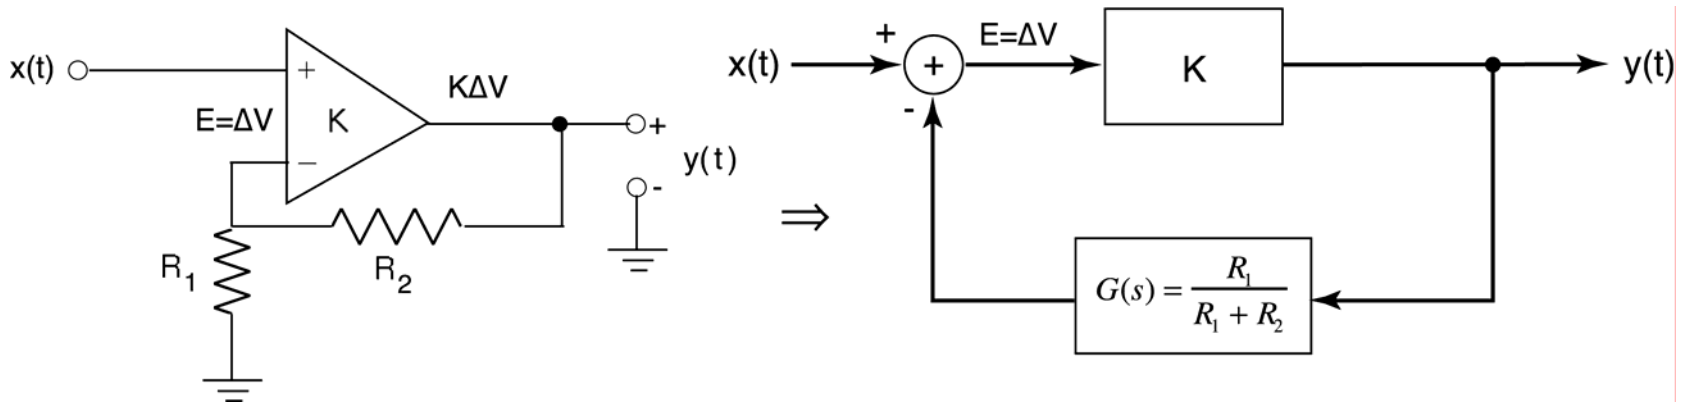 x(t)
+
E=ΔV
K
−
KΔV
+
y(t)
-
R₁
R₂
⇒
x(t)
+
+
-
E=ΔV
K
y(t)
G(s) = R₁ / (R₁ + R₂)